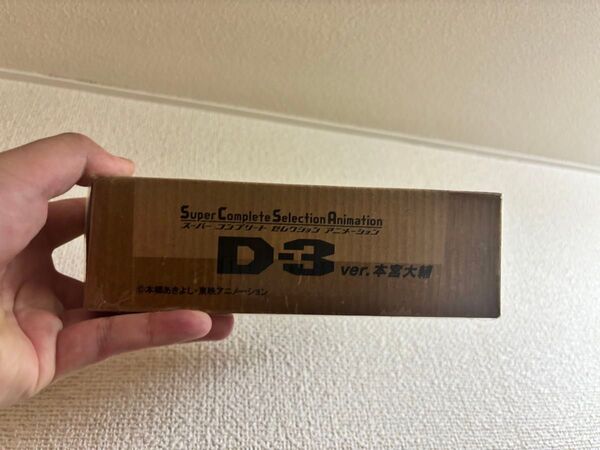 Super Complete Selection Animation
スーパー コンプリート セレクション アニメーション
D-3 ver.本宮大輔
©本郷あきよし・東映アニメーション